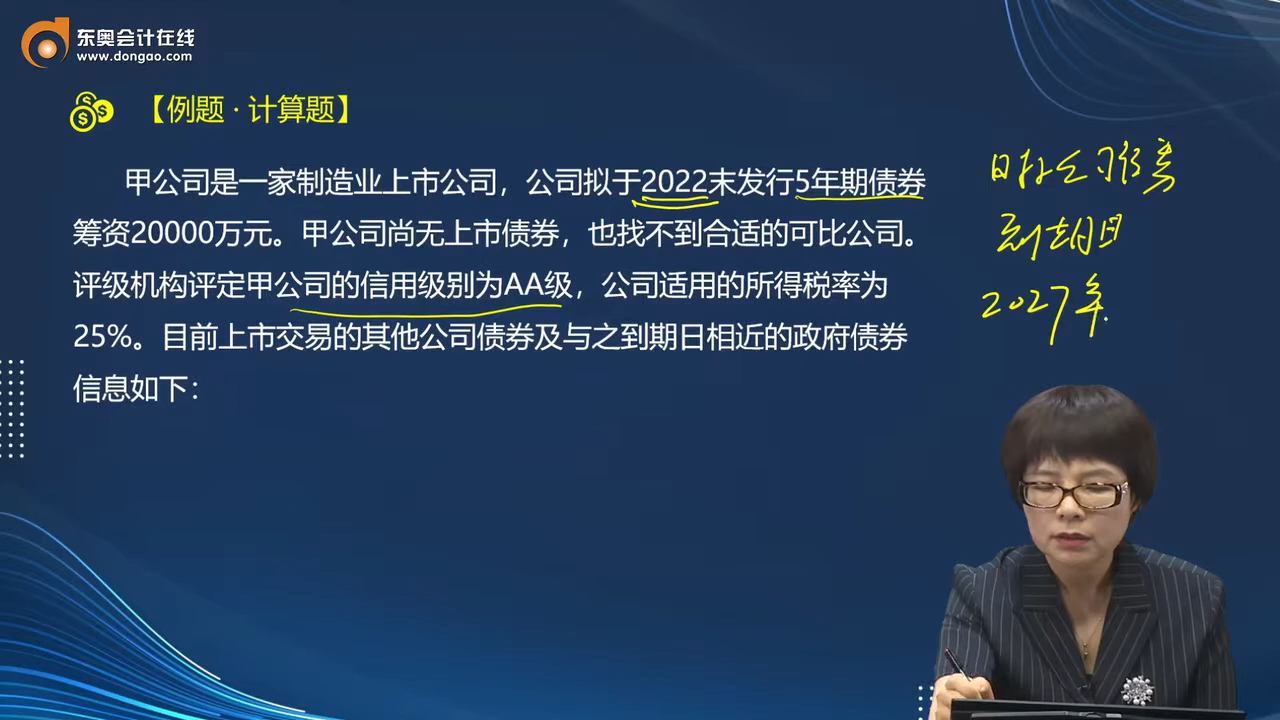 东奥会计在线
www.dongao.com
【例题·计算题】
甲公司是一家制造业上市公司，公司拟于2022末发行5年期债券
筹资20000万元。甲公司尚无上市债券，也找不到合适的可比公司。
评级机构评定甲公司的信用级别为AA级，公司适用的所得税率为
25%。目前上市交易的其他公司债券及与之到期日相近的政府债券
信息如下：
到期日
2027年